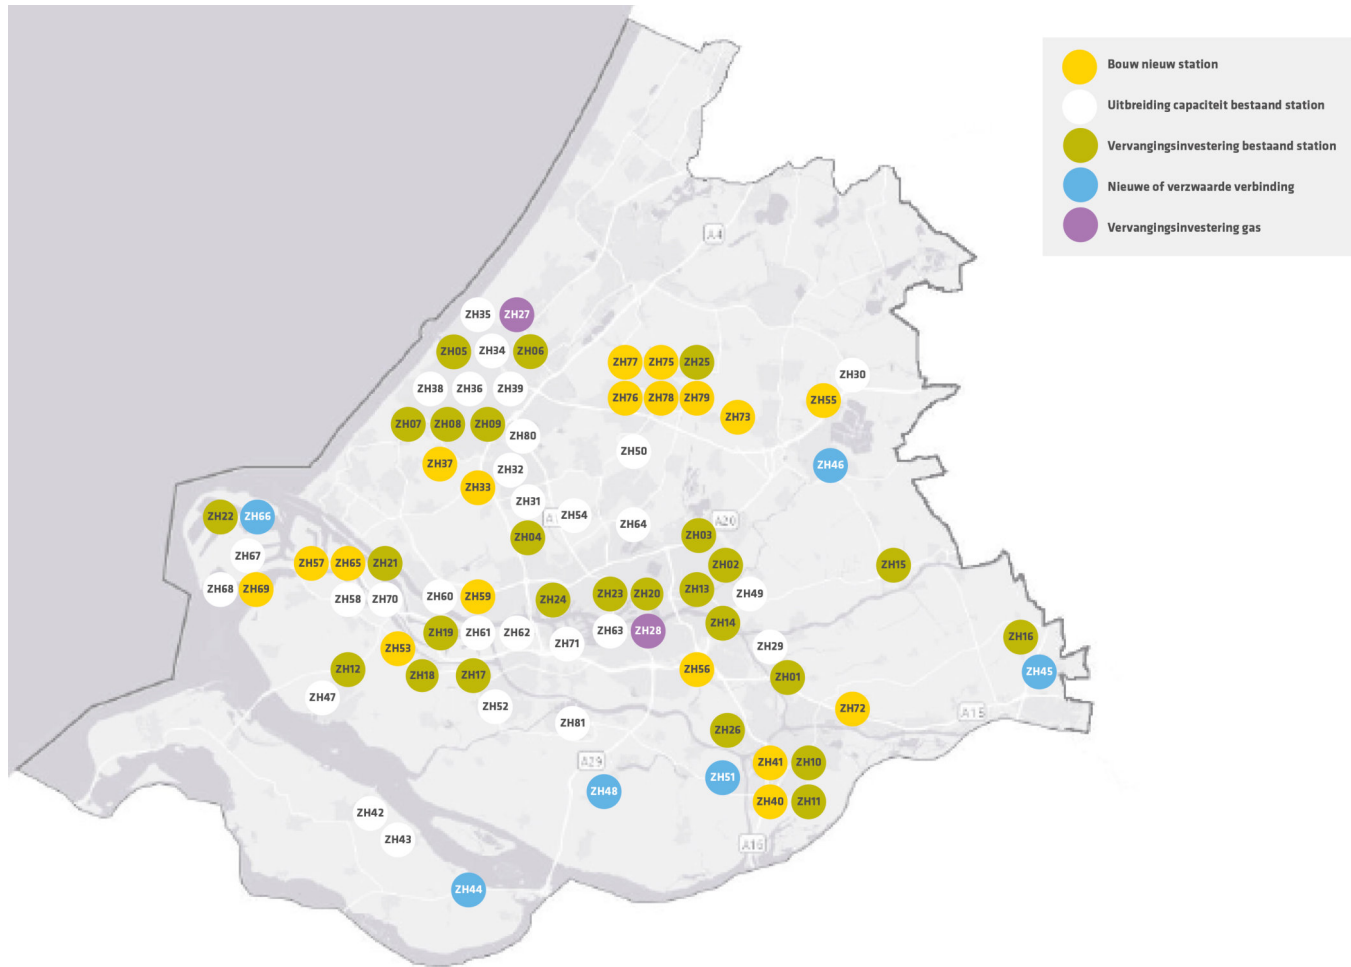 Bouw nieuw station
Uitbreiding capaciteit bestaand station
Vervangingsinvestering bestaand station
Nieuwe of verzwaarde verbinding
Vervangingsinvestering gas
A4
ZH35 ZH27
ZH05 ZH34 ZH06
ZH77 ZH75 ZH25
ZH30
ZH38 ZH36 ZH39
ZH76 ZH78 ZH79
ZH55
ZH73
ZH07 ZH08 ZH09
ZH80
ZH50
ZH37 ZH32
ZH46
ZH33
ZH31
ZH22 ZH66
ZH54
ZH64
A20
ZH04
ZH03
ZH67
ZH57 ZH65 ZH21
ZH02
ZH15
ZH68 ZH69
ZH58 ZH70 ZH60 ZH59 ZH24 ZH23 ZH20 ZH13 ZH49
ZH19 ZH61 ZH62 ZH63 ZH28 ZH14
ZH16
ZH53
ZH71
ZH29
ZH12 ZH18 ZH17
ZH56
ZH01
ZH45
ZH47
ZH52
ZH72
A15
ZH81
ZH26
A29
ZH41 ZH10
ZH51
ZH48
ZH40 ZH11
ZH42
ZH43
A16
ZH44